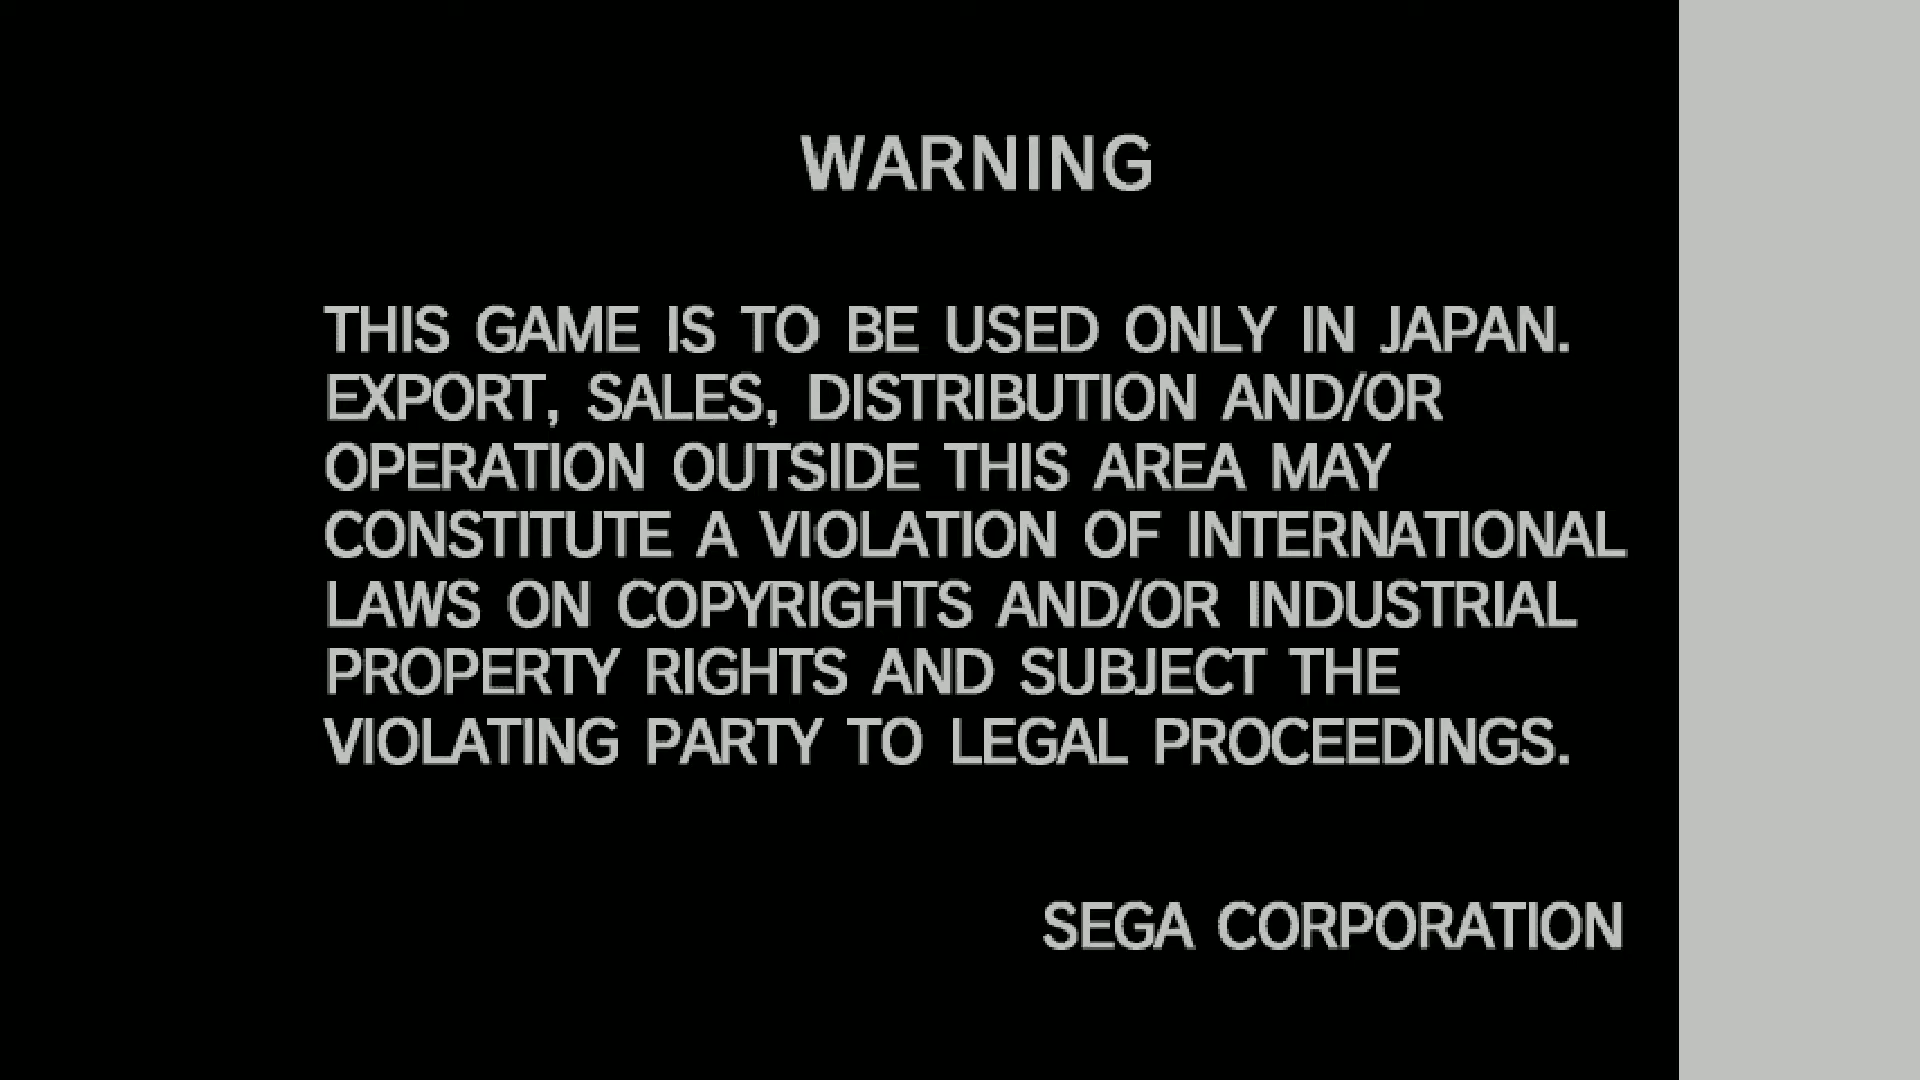 WARNING
THIS GAME IS TO BE USED ONLY IN JAPAN.
EXPORT, SALES, DISTRIBUTION AND/OR
OPERATION OUTSIDE THIS AREA MAY
CONSTITUTE A VIOLATION OF INTERNATIONAL
LAWS ON COPYRIGHTS AND/OR INDUSTRIAL
PROPERTY RIGHTS AND SUBJECT THE
VIOLATING PARTY TO LEGAL PROCEEDINGS.
SEGA CORPORATION